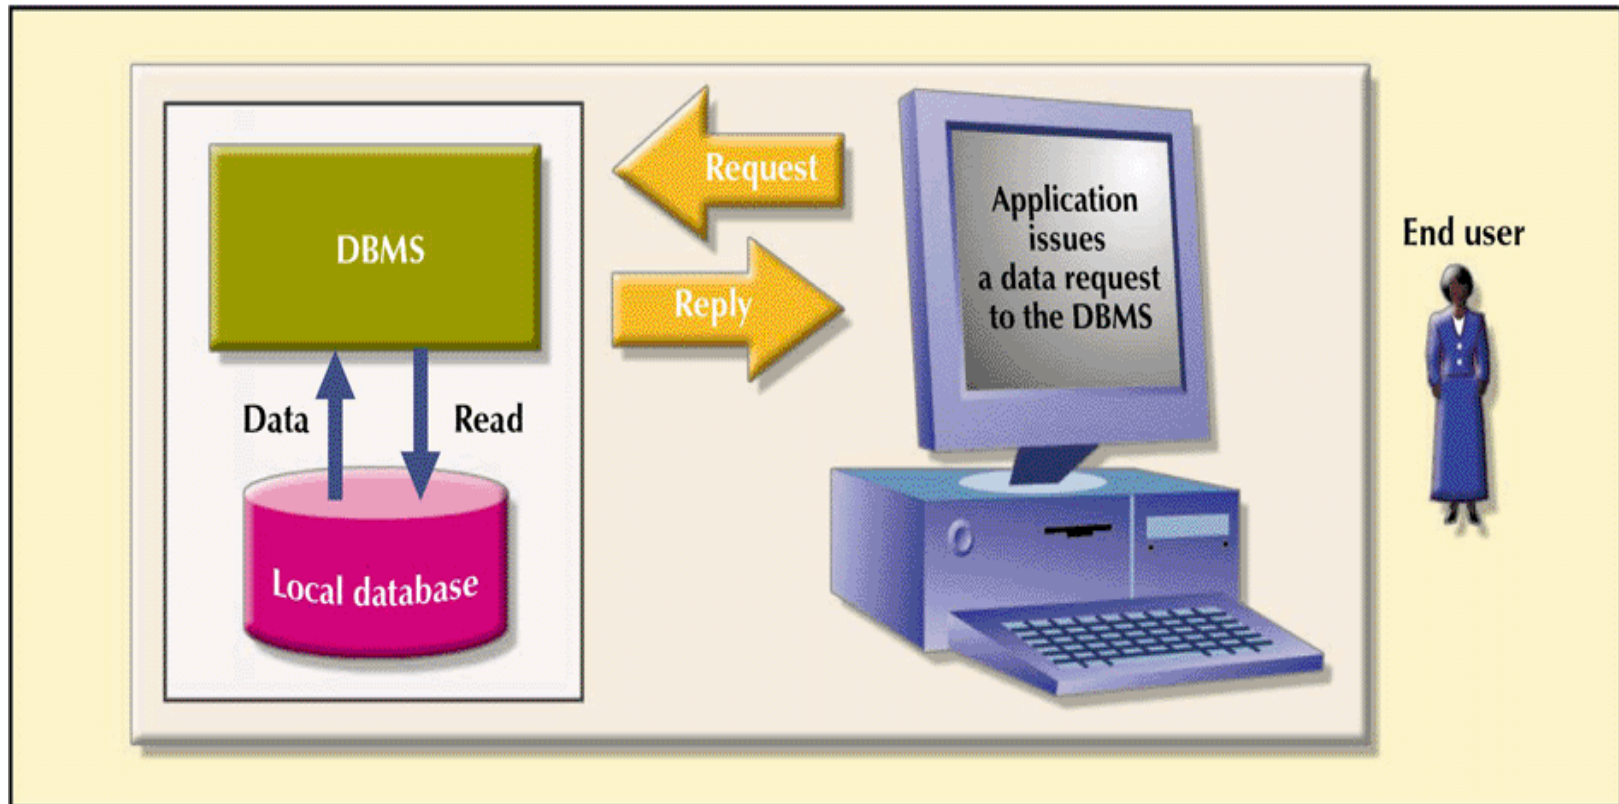 DBMS
Data
Read
Local database
Request
Reply
Application
issues
a data request
to the DBMS
End user